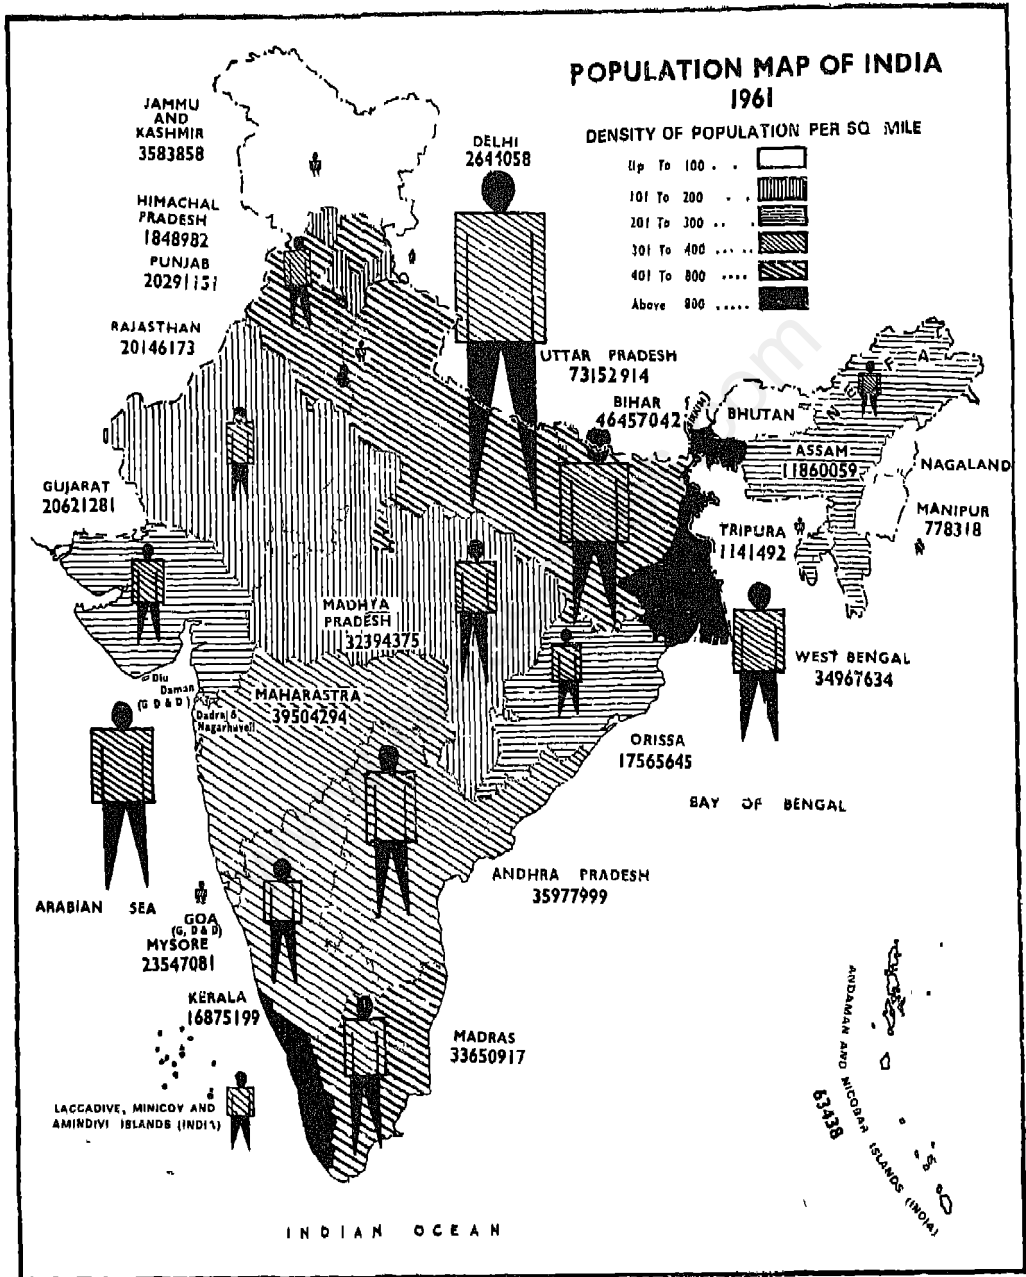 POPULATION MAP OF INDIA
1961
DENSITY OF POPULATION PER SQ MILE
Up To 100 . .
101 To 200 . .
201 To 300 .. .
301 To 400 ... ..
401 To 800 ....
Above 800 .....
JAMMU
AND
KASHMIR
3583858
DELHI
2644058
HIMACHAL
PRADESH
1848982
PUNJAB
20291151
RAJASTHAN
20146173
UTTAR PRADESH
73152914
BIHAR
46457042
BHUTAN
N E F A
ASSAM
11860059
NAGALAND
GUJARAT
20621281
MANIPUR
778318
TRIPURA
1141492
MADHYA
PRADESH
32394375
WEST BENGAL
34967634
Diu
Daman
(G D & D)
Dadra &
Nagarhaveli
MAHARASTRA
39504294
ORISSA
17565645
BAY OF BENGAL
ANDHRA PRADESH
35977999
ARABIAN SEA
GOA
(G, D & D)
MYSORE
23547081
KERALA
16875199
MADRAS
33650917
LACCADIVE, MINICOY AND
AMINDIVI ISLANDS (INDIA)
ANDAMAN AND NICOBAR ISLANDS (INDIA)
63438
INDIAN OCEAN